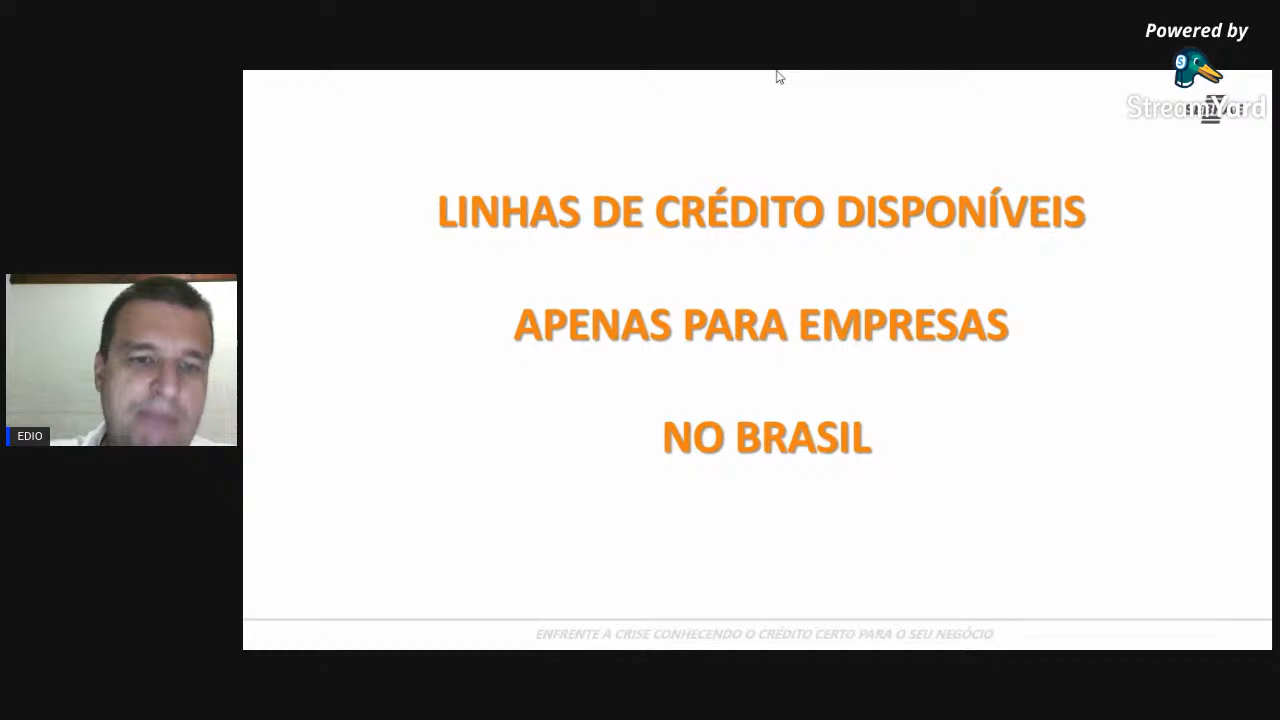 Powered by
StreamYard
LINHAS DE CRÉDITO DISPONÍVEIS
APENAS PARA EMPRESAS
NO BRASIL
EDIO
ENFRENTE A CRISE CONHECENDO O CRÉDITO CERTO PARA O SEU NEGÓCIO